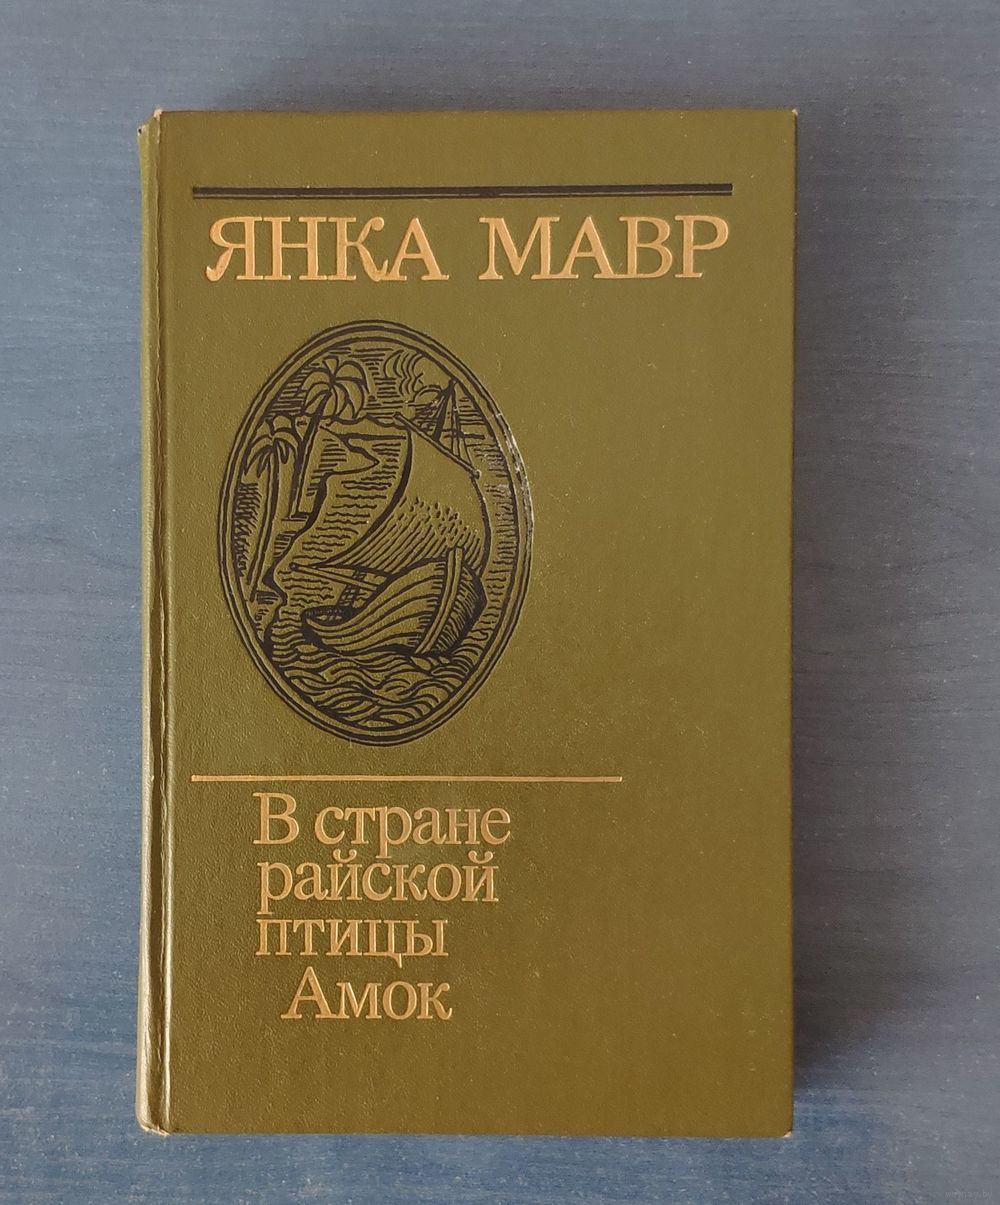 ЯНКА МАВР
В стране
райской
птицы
Амок